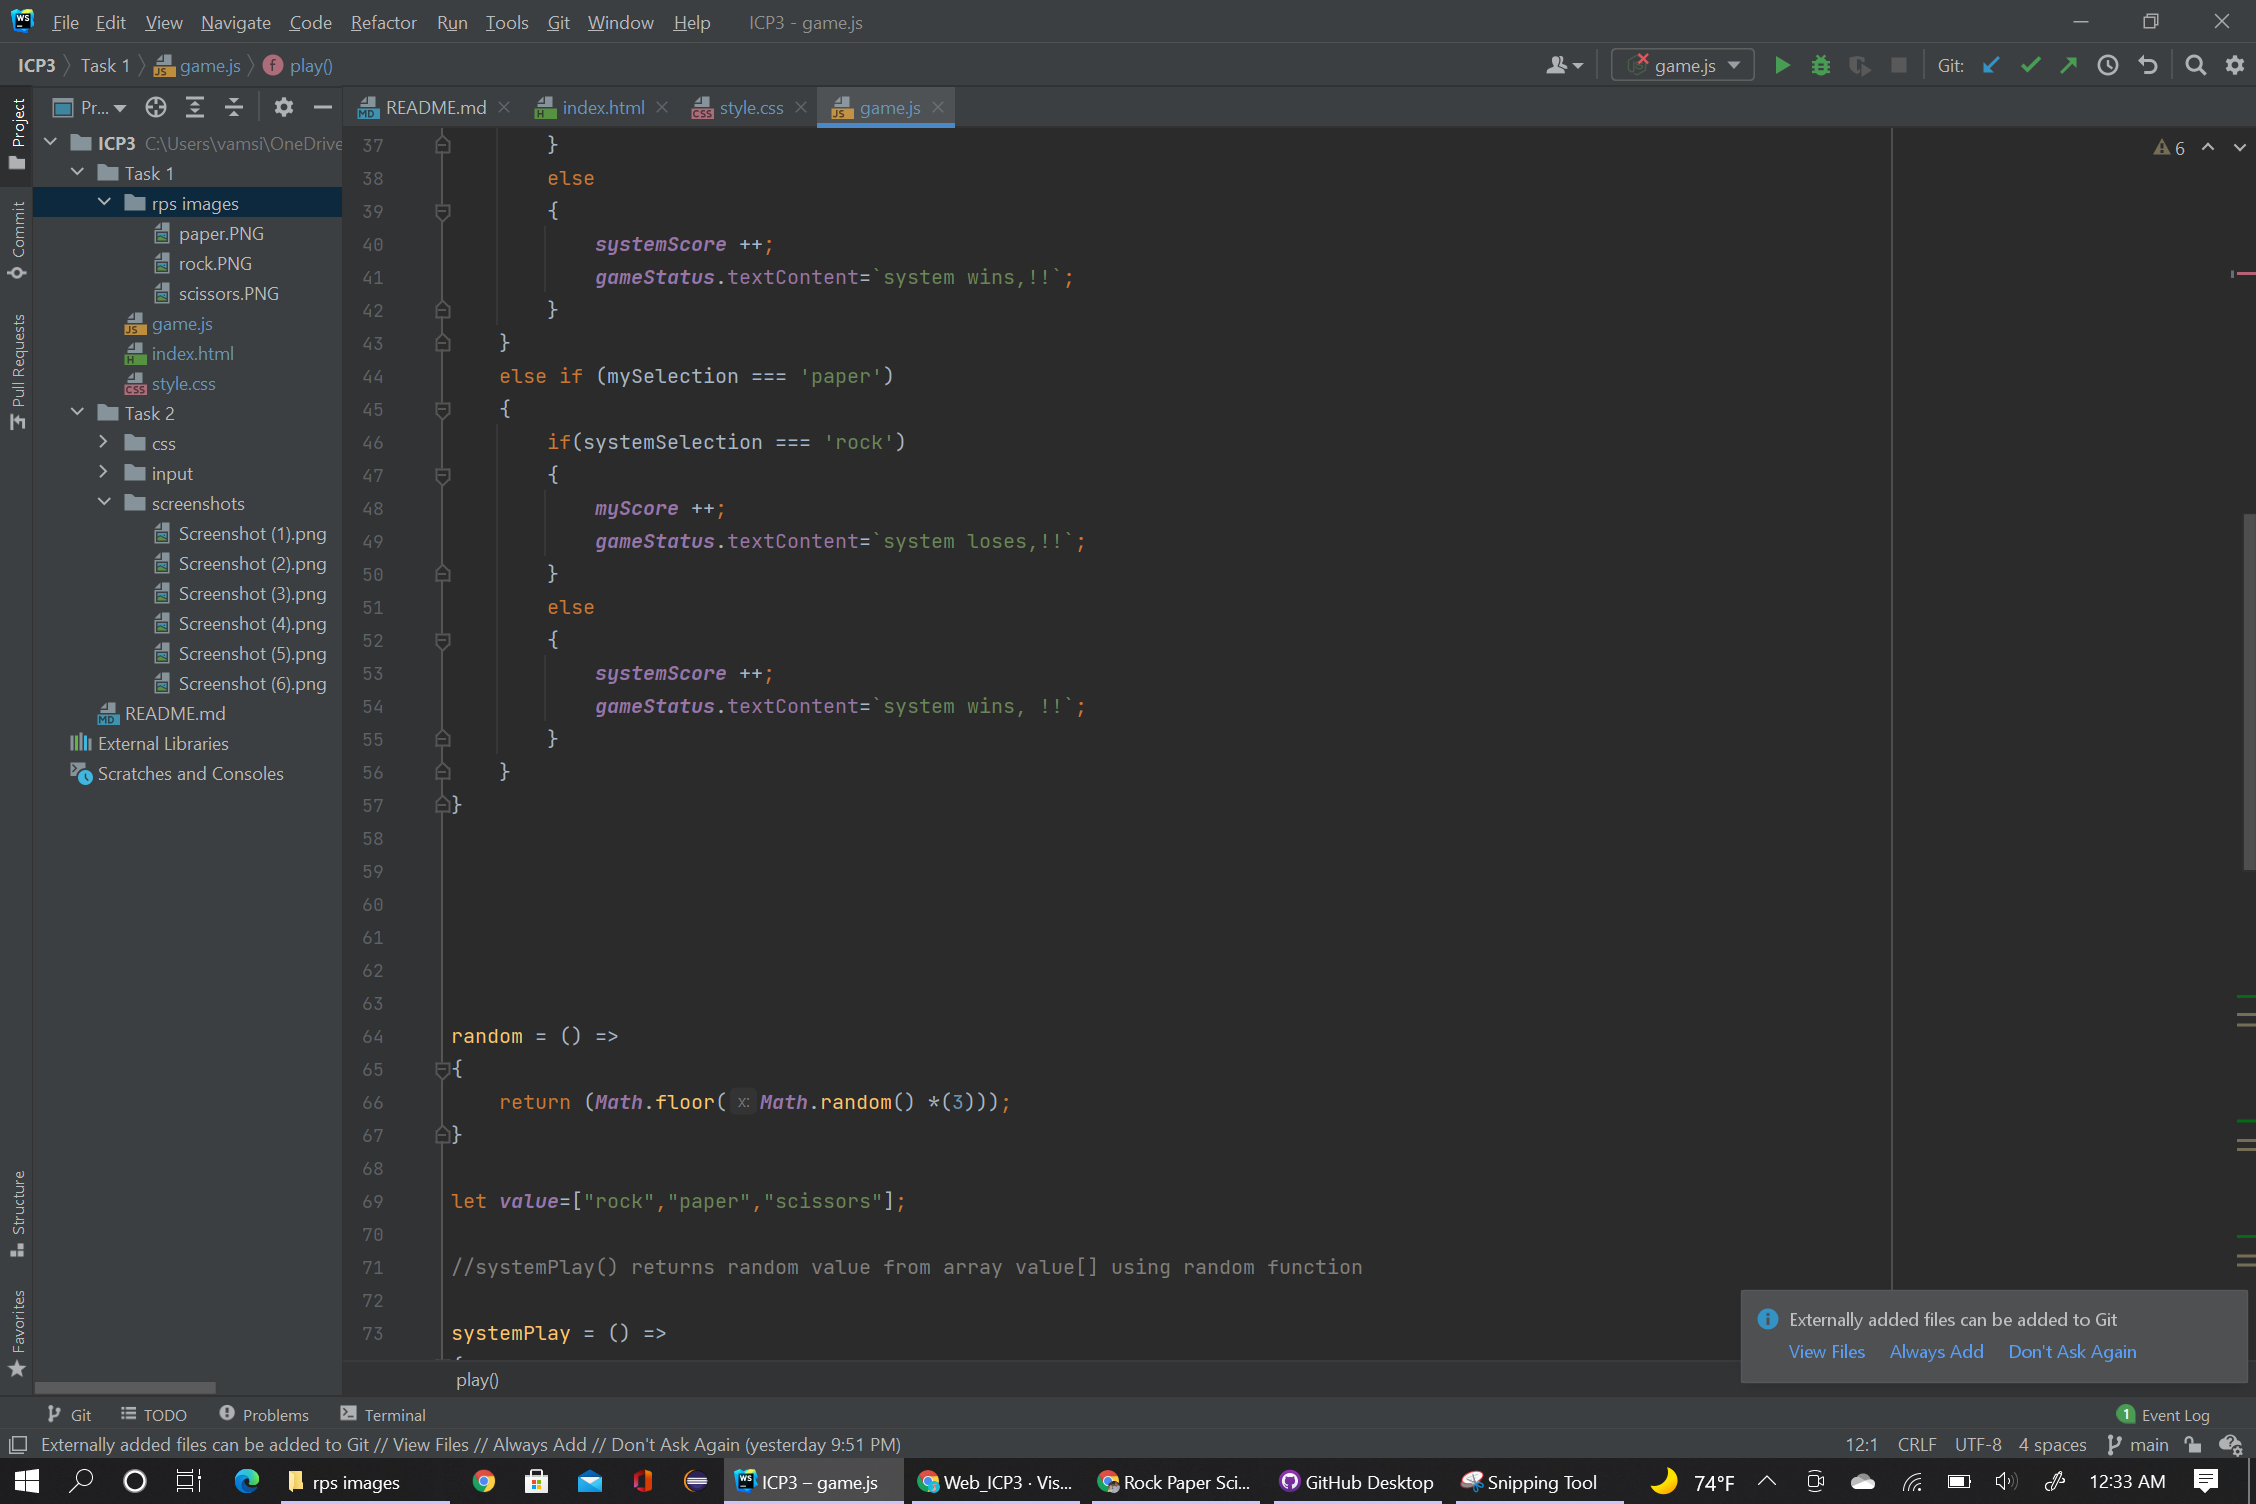 File Edit View Navigate Code Refactor Run Tools Git Window Help ICP3 - game.js
ICP3 Task 1 game.js play() game.js Git:
Pr... README.md index.html style.css game.js
Project
Commit
Pull Requests
Structure
Favorites
ICP3 C:\Users\vamsi\OneDrive
Task 1
rps images
paper.PNG
rock.PNG
scissors.PNG
game.js
index.html
style.css
Task 2
css
input
screenshots
Screenshot (1).png
Screenshot (2).png
Screenshot (3).png
Screenshot (4).png
Screenshot (5).png
Screenshot (6).png
README.md
External Libraries
Scratches and Consoles
6
37 }
38 else
39 {
40 systemScore ++;
41 gameStatus.textContent=`system wins,!!`;
42 }
43 }
44 else if (mySelection === 'paper')
45 {
46 if(systemSelection === 'rock')
47 {
48 myScore ++;
49 gameStatus.textContent=`system loses,!!`;
50 }
51 else
52 {
53 systemScore ++;
54 gameStatus.textContent=`system wins, !!`;
55 }
56 }
57 }
58
59
60
61
62
63
64 random = () =>
65 {
66 return (Math.floor( x: Math.random() *(3)));
67 }
68
69 let value=["rock","paper","scissors"];
70
71 //systemPlay() returns random value from array value[] using random function
72
73 systemPlay = () =>
play()
Externally added files can be added to Git
View Files Always Add Don't Ask Again
Git TODO Problems Terminal 1 Event Log
Externally added files can be added to Git // View Files // Always Add // Don't Ask Again (yesterday 9:51 PM) 12:1 CRLF UTF-8 4 spaces main
rps images ICP3 – game.js Web_ICP3 · Vis... Rock Paper Sci... GitHub Desktop Snipping Tool 74°F 12:33 AM